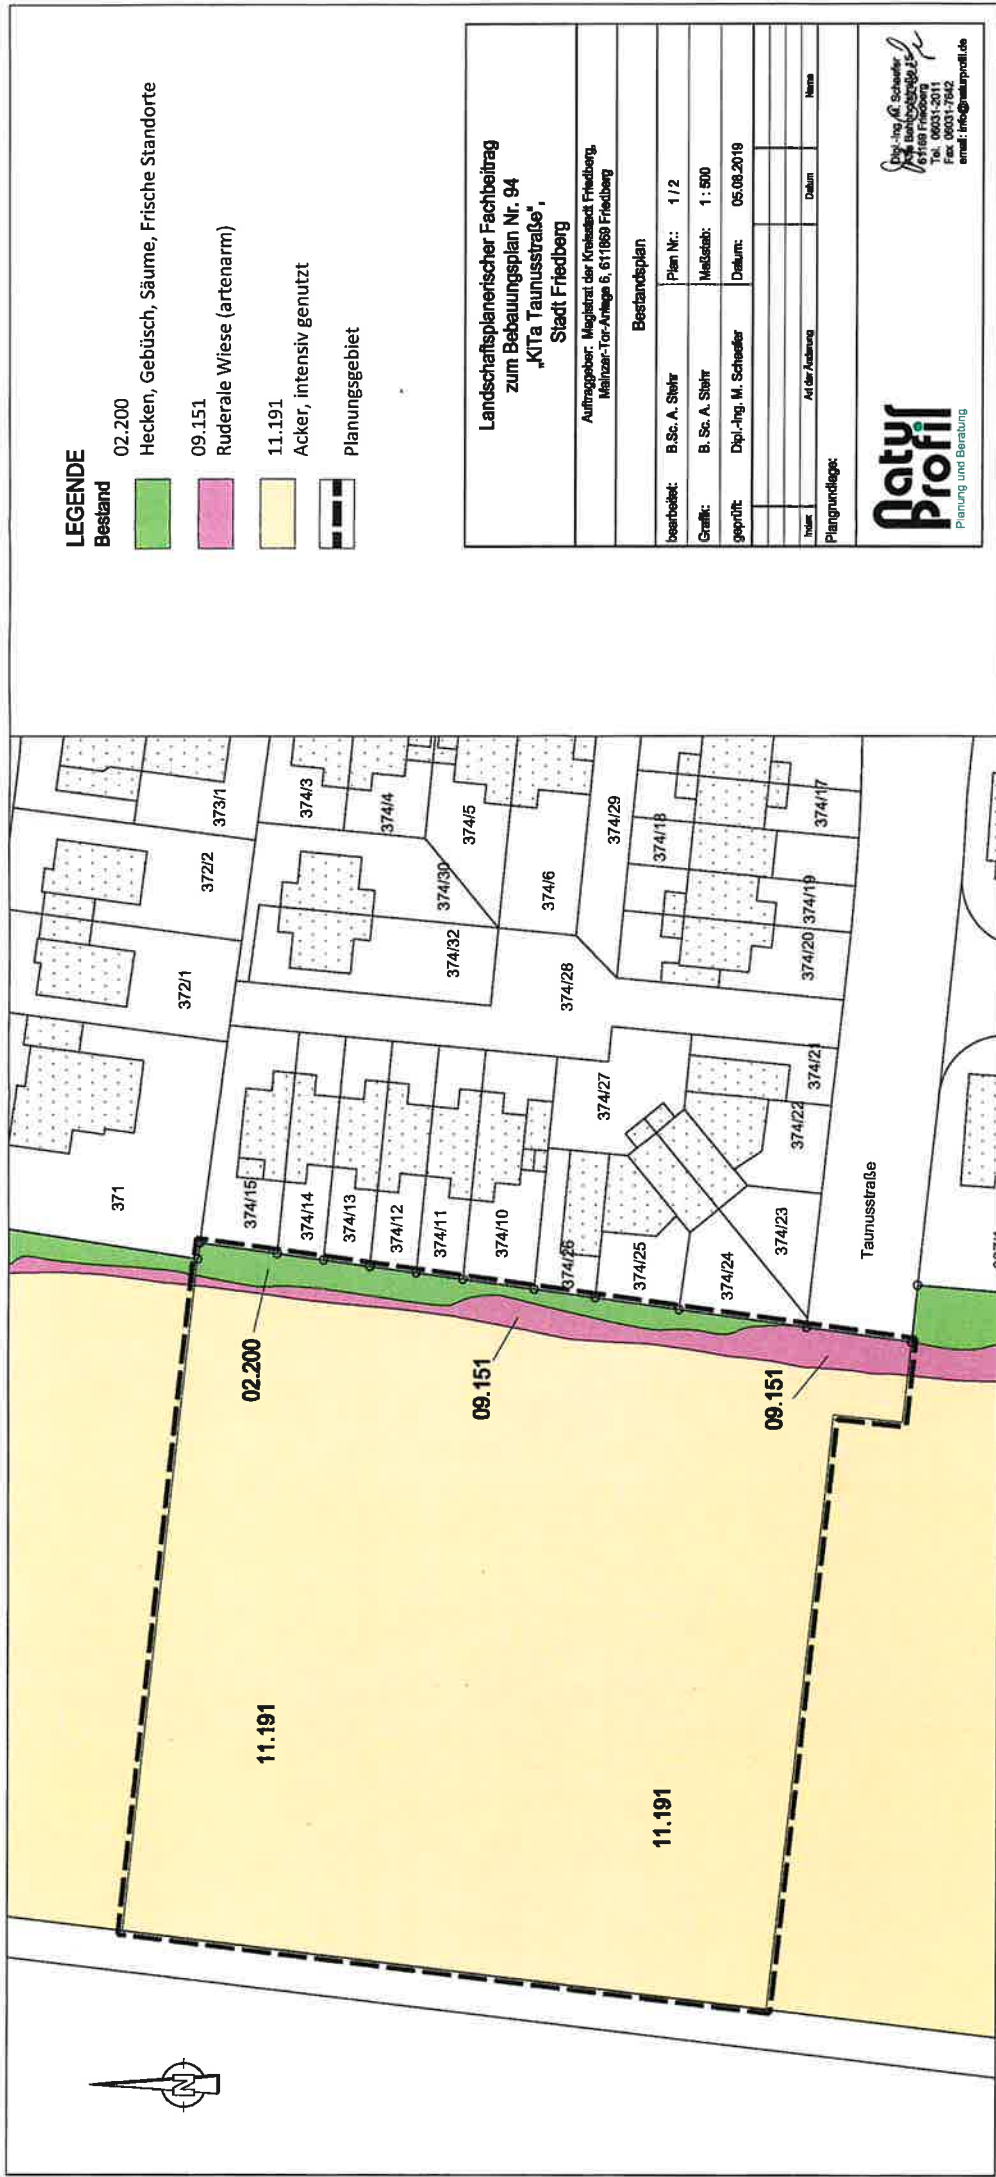 LEGENDE
Bestand
02.200
Hecken, Gebüsch, Säume, Frische Standorte
09.151
Ruderale Wiese (artenarm)
11.191
Acker, intensiv genutzt
Planungsgebiet
Landschaftsplanerischer Fachbeitrag
zum Bebauungsplan Nr. 94
„KiTa Taunusstraße",
Stadt Friedberg
Auftraggeber: Magistrat der Kreisstadt Friedberg,
Mainzer-Tor-Anlage 6, 611669 Friedberg
Bestandsplan
bearbeitet: B.Sc. A. Stehr Plan Nr.: 1 / 2
Grafik: B. Sc. A. Stehr Maßstab: 1 : 500
geprüft: Dipl.-Ing. M. Schaefer Datum: 05.08.2019
Index Art der Änderung Datum Name
Plangrundlage:
Natur
Profil
Planung und Beratung
Dipl.-Ing. M. Schaefer
61169 Friedberg
Tel. 06031-2011
Fax 06031-7642
email: info@naturprofil.de
371
372/1
372/2
373/1
374/3
374/4
374/5
374/30
374/32
374/6
374/28
374/29
374/18
374/17
374/19
374/20
374/15
374/14
374/13
374/12
374/11
374/10
374/26
374/25
374/24
374/23
374/27
374/22
374/21
Taunusstraße
02.200
09.151
09.151
11.191
11.191
N